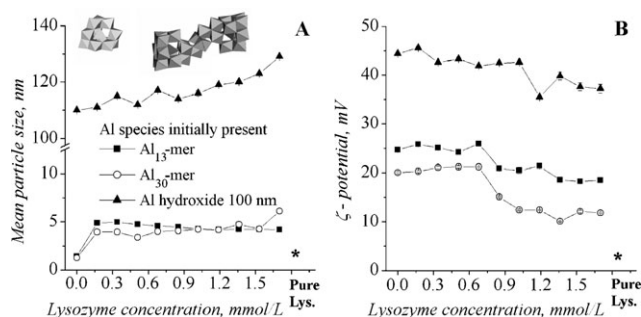 A
Mean particle size, nm
140
130
120
110
100
10
5
0
Al species initially present
Al13-mer
Al30-mer
Al hydroxide 100 nm
*
0.0 0.3 0.6 0.9 1.2 1.5 Pure
Lys.
Lysozyme concentration, mmol/L
B
ζ - potential, mV
50
40
30
20
10
0
*
0.0 0.3 0.6 0.9 1.2 1.5 Pure
Lys.
Lysozyme concentration, mmol/L